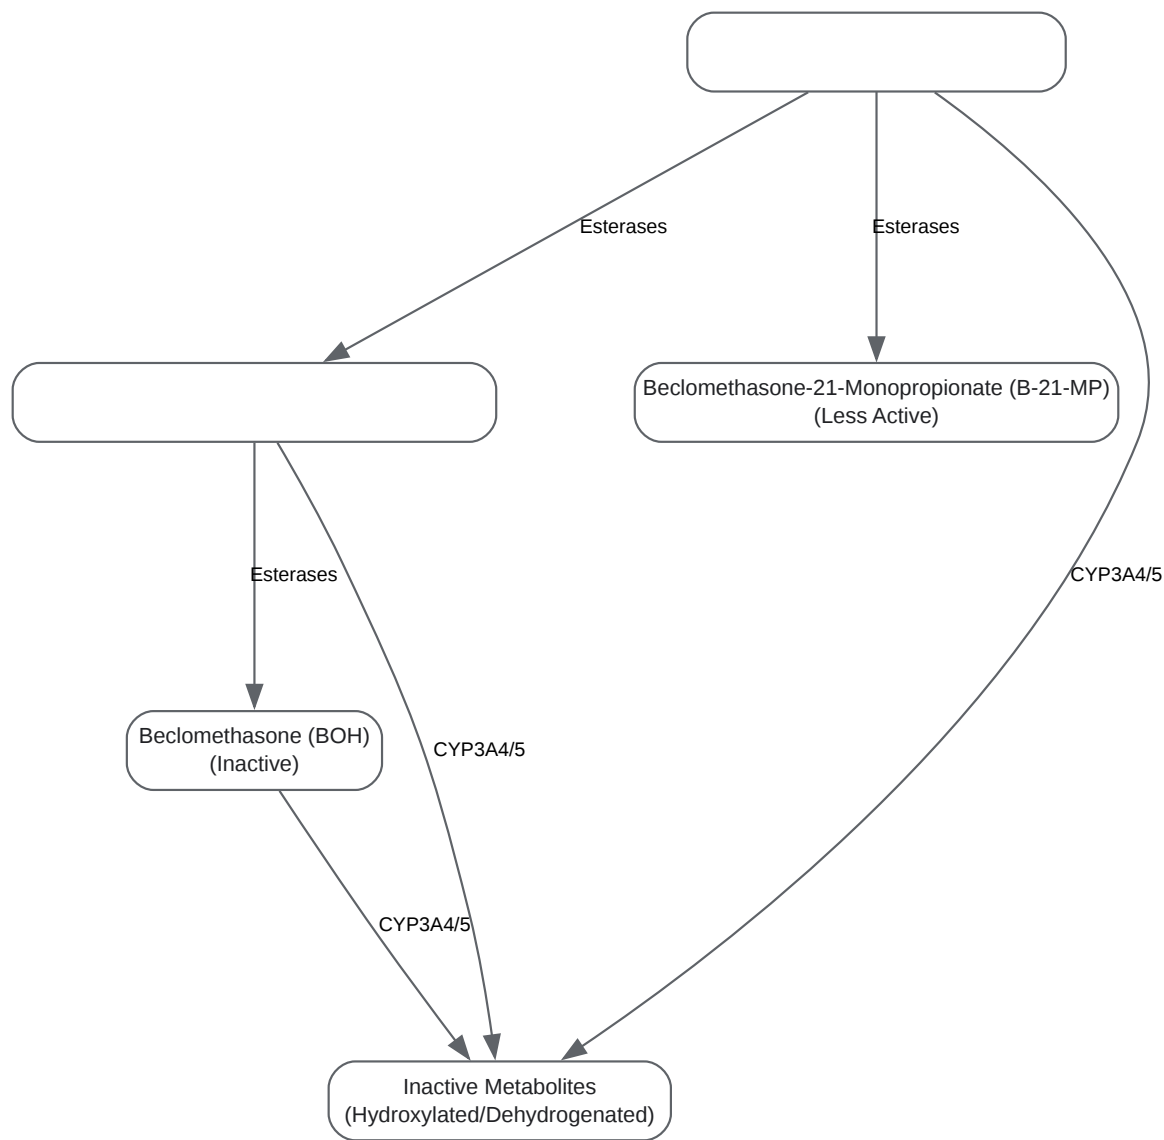 Esterases
Esterases
Beclomethasone-21-Monopropionate (B-21-MP)
(Less Active)
Esterases
CYP3A4/5
Beclomethasone (BOH)
(Inactive)
CYP3A4/5
CYP3A4/5
Inactive Metabolites
(Hydroxylated/Dehydrogenated)